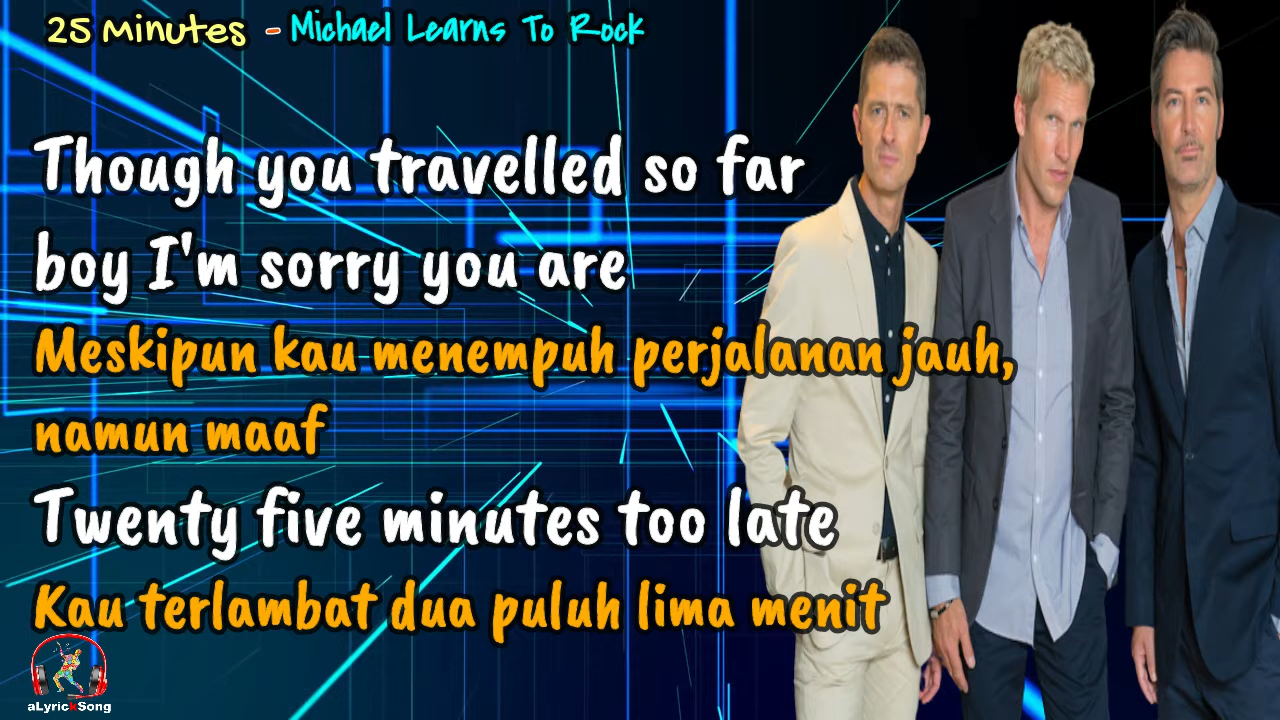 25 Minutes - Michael Learns To Rock
Though you travelled so far
boy I'm sorry you are
Meskipun kau menempuh perjalanan jauh,
namun maaf
Twenty five minutes too late
Kau terlambat dua puluh lima menit
aLyrickSong